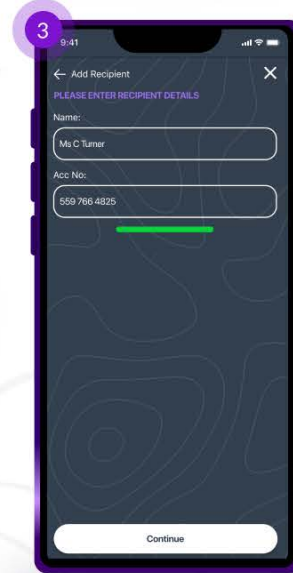 3
9:41
Add Recipient
PLEASE ENTER RECIPIENT DETAILS
Name:
Ms C Turner
Acc No:
559 766 4825
Continue